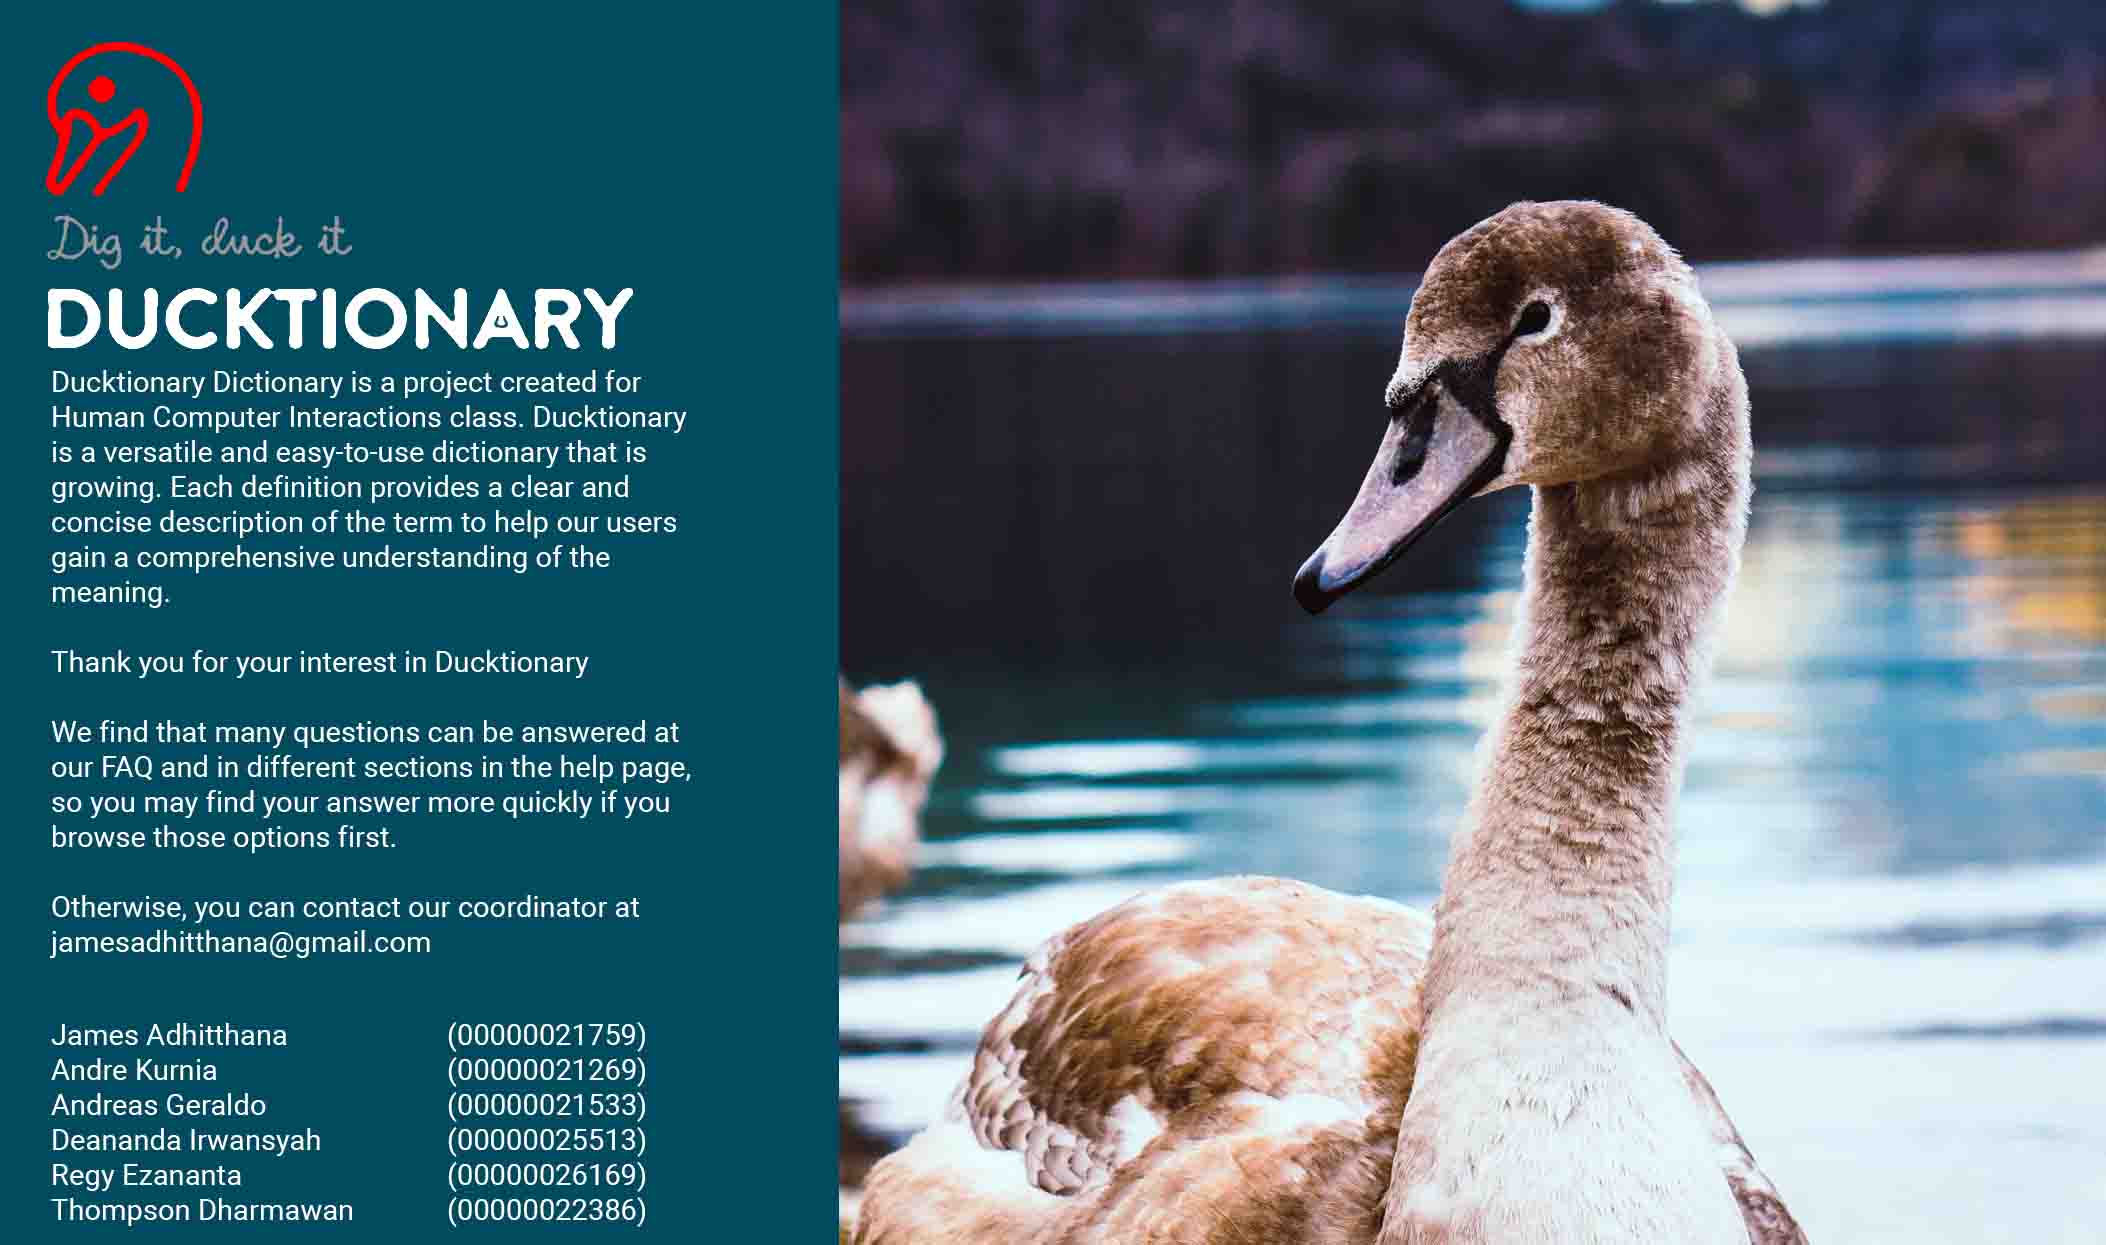 Dig it, duck it
DUCKTIONARY
Ducktionary Dictionary is a project created for
Human Computer Interactions class. Ducktionary
is a versatile and easy-to-use dictionary that is
growing. Each definition provides a clear and
concise description of the term to help our users
gain a comprehensive understanding of the
meaning.
Thank you for your interest in Ducktionary
We find that many questions can be answered at
our FAQ and in different sections in the help page,
so you may find your answer more quickly if you
browse those options first.
Otherwise, you can contact our coordinator at
jamesadhitthana@gmail.com
James Adhitthana (00000021759)
Andre Kurnia (00000021269)
Andreas Geraldo (00000021533)
Deananda Irwansyah (00000025513)
Regy Ezananta (00000026169)
Thompson Dharmawan (00000022386)